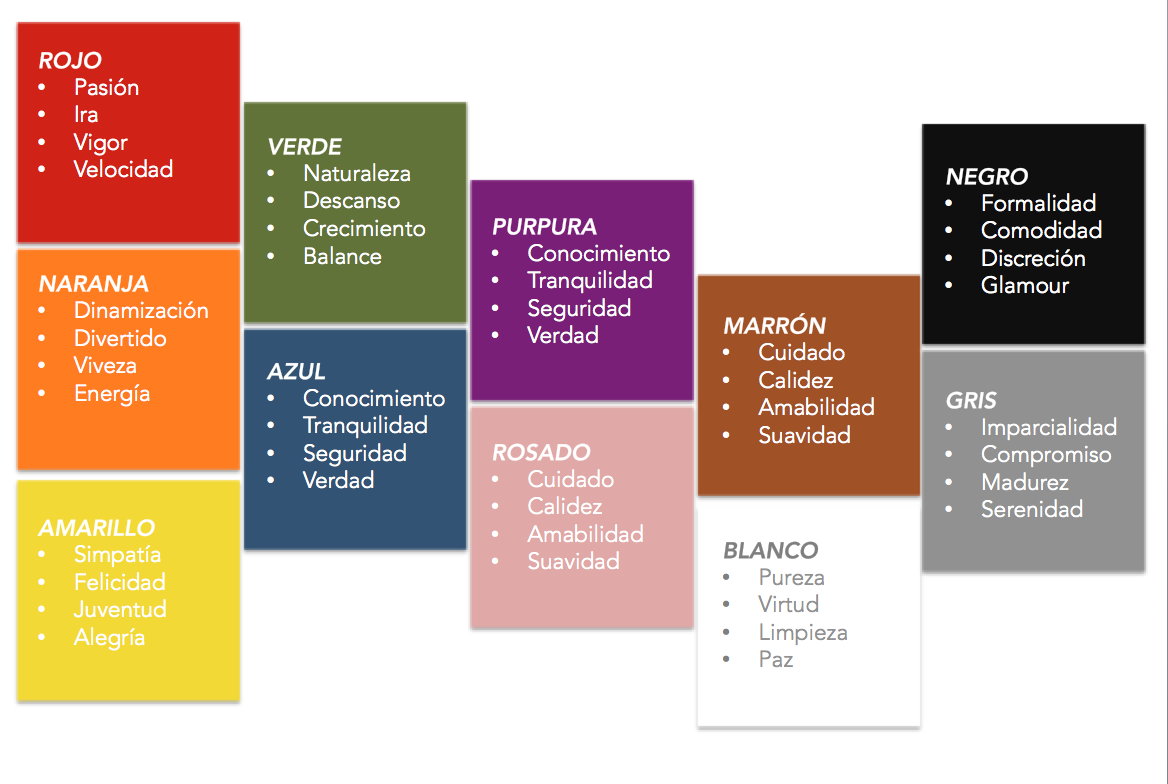 ROJO
• Pasión
• Ira
• Vigor
• Velocidad
NARANJA
• Dinamización
• Divertido
• Viveza
• Energía
AMARILLO
• Simpatía
• Felicidad
• Juventud
• Alegría
VERDE
• Naturaleza
• Descanso
• Crecimiento
• Balance
AZUL
• Conocimiento
• Tranquilidad
• Seguridad
• Verdad
PURPURA
• Conocimiento
• Tranquilidad
• Seguridad
• Verdad
ROSADO
• Cuidado
• Calidez
• Amabilidad
• Suavidad
MARRÓN
• Cuidado
• Calidez
• Amabilidad
• Suavidad
BLANCO
• Pureza
• Virtud
• Limpieza
• Paz
NEGRO
• Formalidad
• Comodidad
• Discreción
• Glamour
GRIS
• Imparcialidad
• Compromiso
• Madurez
• Serenidad